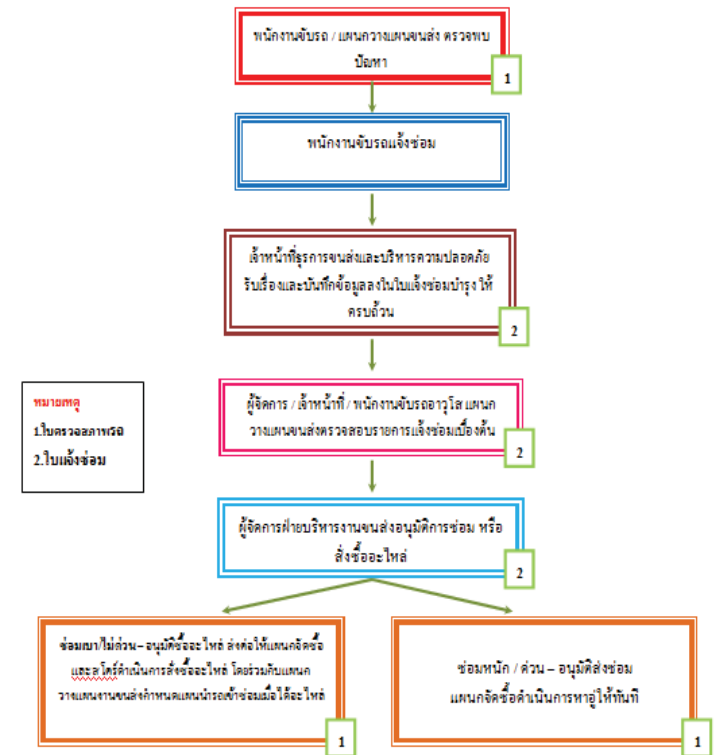 พนักงานขับรถ / แผนกวางแผนขนส่ง ตรวจพบ
ปัญหา
1
พนักงานขับรถแจ้งซ่อม
เจ้าหน้าที่ธุรการขนส่งและบริหารความปลอดภัย
รับเรื่องและบันทึกข้อมูลลงในใบแจ้งซ่อมบำรุง ให้
ครบถ้วน
2
หมายเหตุ
1.ใบตรวจสภาพรถ
2.ใบแจ้งซ่อม
ผู้จัดการ / เจ้าหน้าที่ / พนักงานขับรถอาวุโส แผนก
วางแผนขนส่งตรวจสอบรายการแจ้งซ่อมเบื้องต้น
2
ผู้จัดการฝ่ายบริหารงานขนส่งอนุมัติการซ่อม หรือ
สั่งซื้ออะไหล่
2
ซ่อมเบา/ไม่ด่วน – อนุมัติซื้ออะไหล่ ส่งต่อให้แผนกจัดซื้อ
และสโตร์ดำเนินการสั่งซื้ออะไหล่ โดยร่วมกับแผนก
วางแผนงานขนส่งกำหนดแผนนำรถเข้าซ่อมเมื่อได้อะไหล่
1
ซ่อมหนัก / ด่วน – อนุมัติส่งซ่อม
แผนกจัดซื้อดำเนินการหาอู่ให้ทันที
1